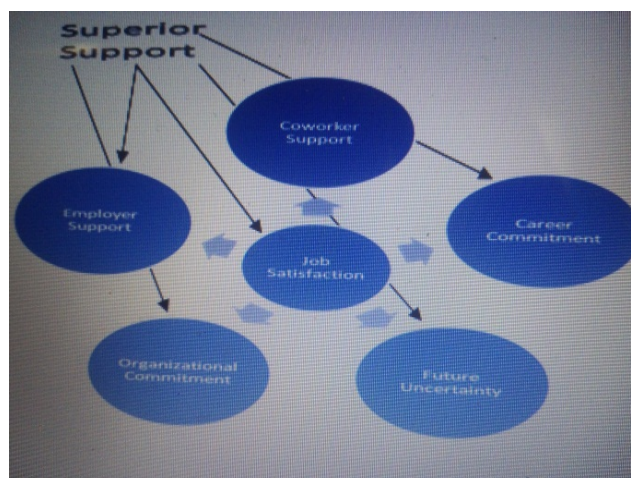 Superior
Support
Coworker
Support
Employer
Support
Career
Commitment
Job
Satisfaction
Organizational
Commitment
Future
Uncertainty